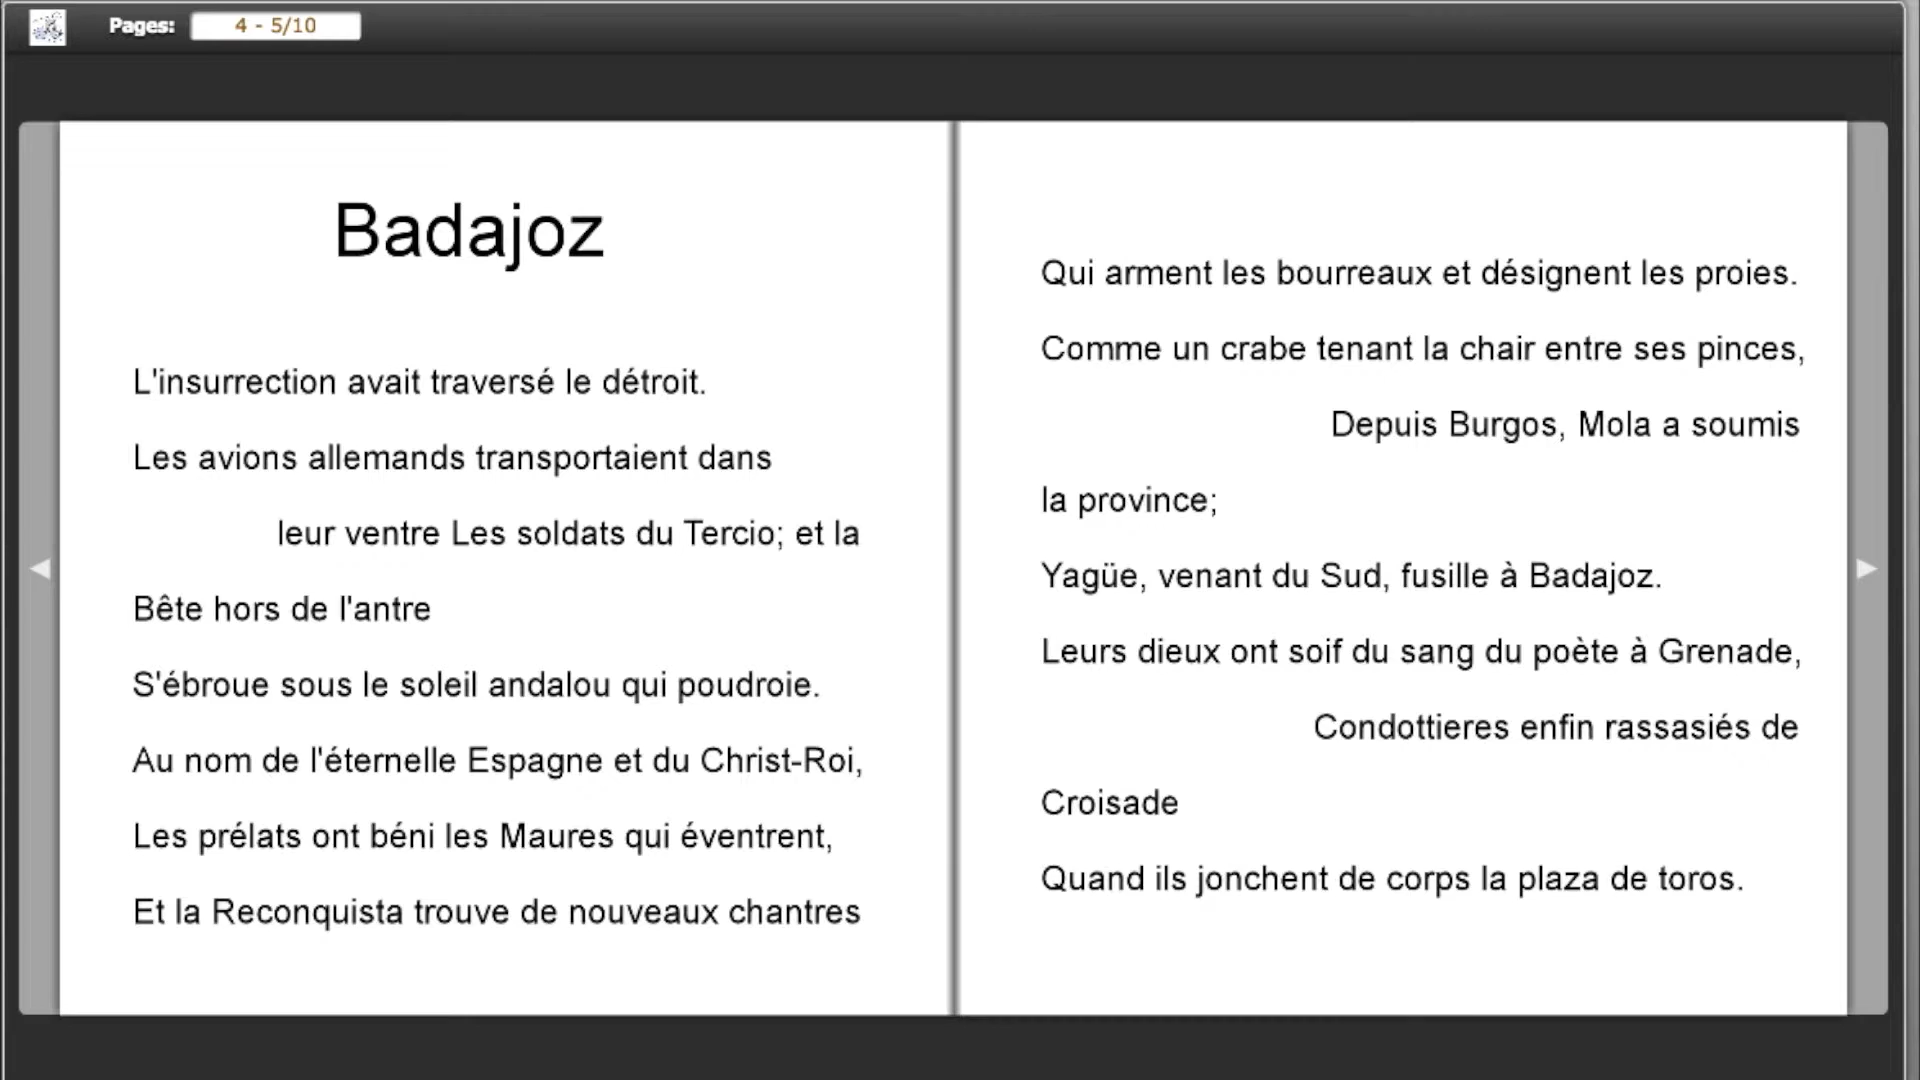 Pages: 4 - 5/10
Badajoz
L'insurrection avait traversé le détroit.
Les avions allemands transportaient dans
leur ventre Les soldats du Tercio; et la
Bête hors de l'antre
S'ébroue sous le soleil andalou qui poudroie.
Au nom de l'éternelle Espagne et du Christ-Roi,
Les prélats ont béni les Maures qui éventrent,
Et la Reconquista trouve de nouveaux chantres
Qui arment les bourreaux et désignent les proies.
Comme un crabe tenant la chair entre ses pinces,
Depuis Burgos, Mola a soumis
la province;
Yagüe, venant du Sud, fusille à Badajoz.
Leurs dieux ont soif du sang du poète à Grenade,
Condottieres enfin rassasiés de
Croisade
Quand ils jonchent de corps la plaza de toros.